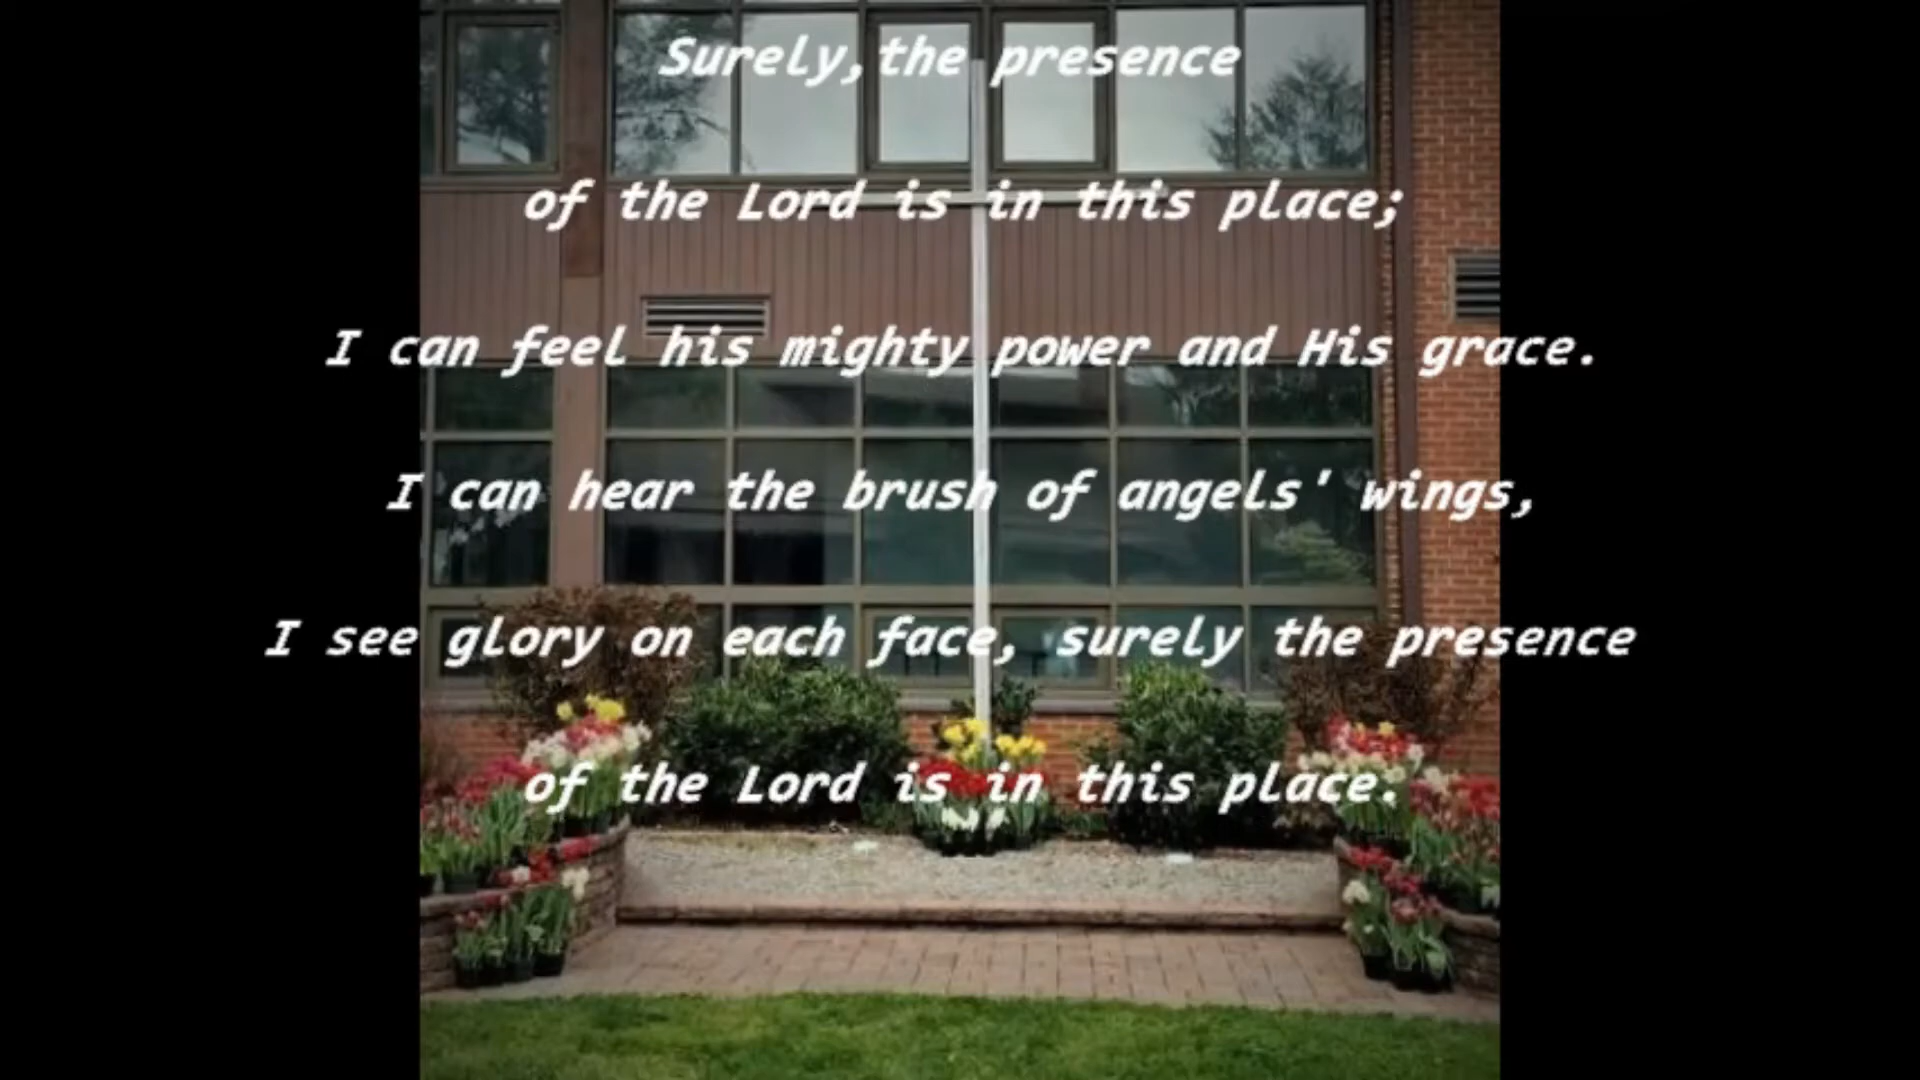 Surely, the presence
of the Lord is in this place;
I can feel his mighty power and His grace.
I can hear the brush of angels' wings,
I see glory on each face, surely the presence
of the Lord is in this place.